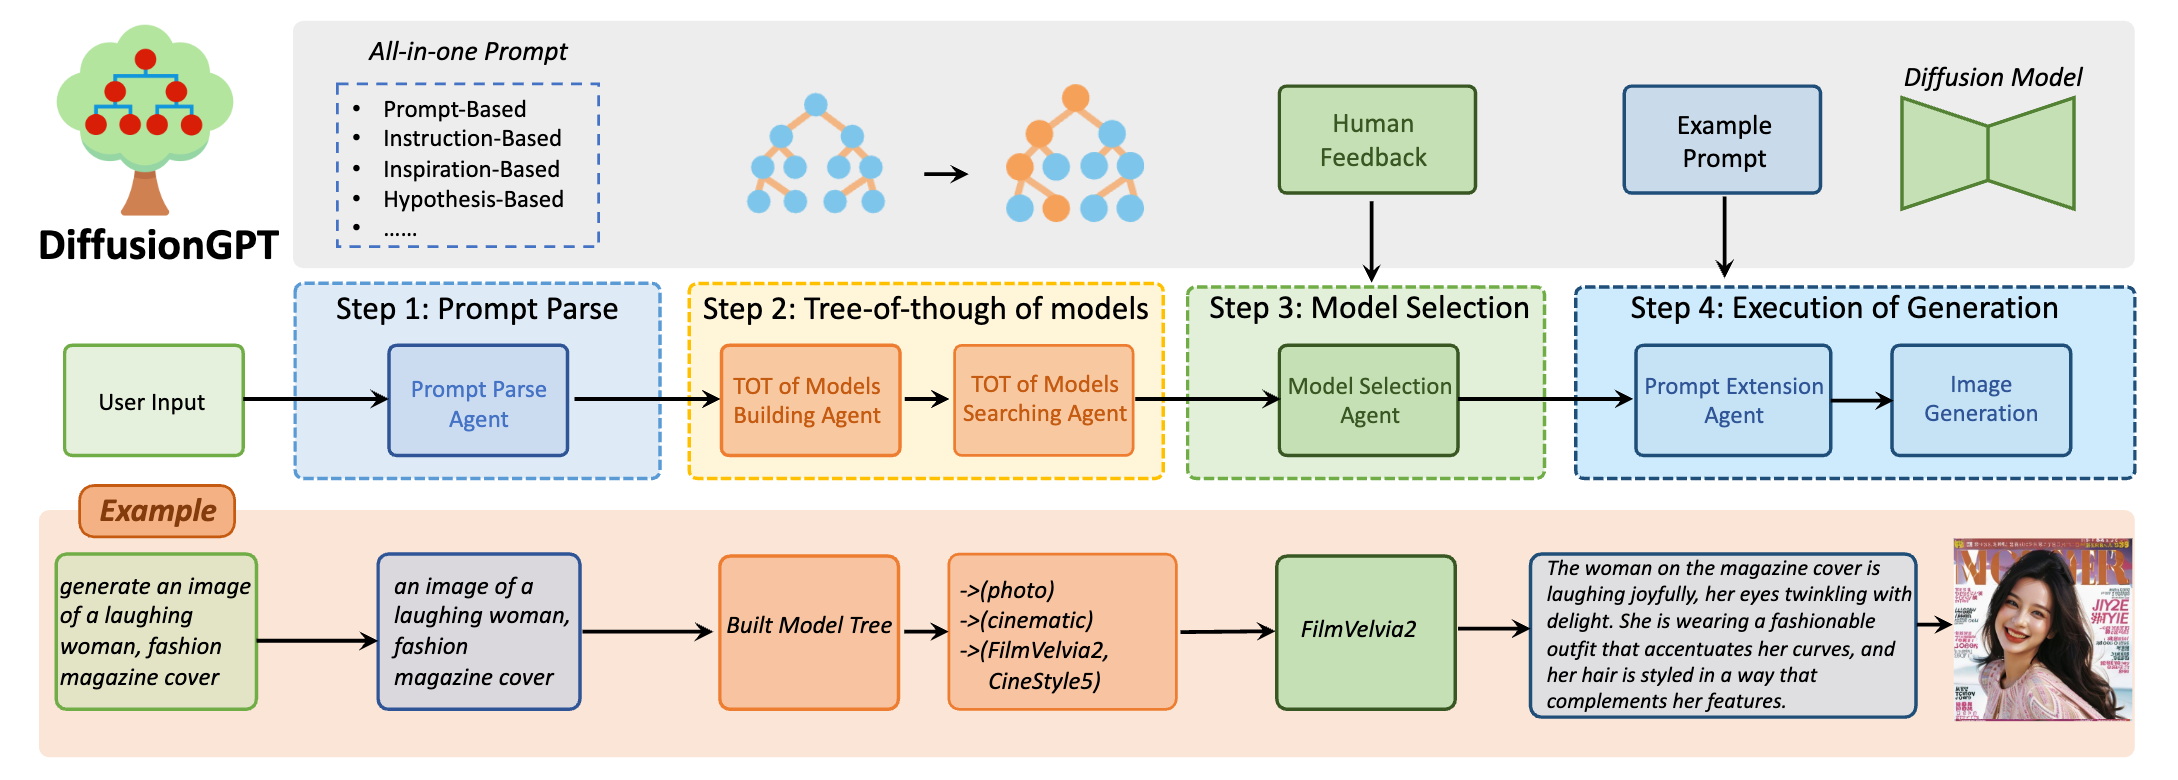 DiffusionGPT
All-in-one Prompt
• Prompt-Based
• Instruction-Based
• Inspiration-Based
• Hypothesis-Based
• ......
Human
Feedback
Example
Prompt
Diffusion Model
Step 1: Prompt Parse
Step 2: Tree-of-though of models
Step 3: Model Selection
Step 4: Execution of Generation
User Input
Prompt Parse
Agent
TOT of Models
Building Agent
TOT of Models
Searching Agent
Model Selection
Agent
Prompt Extension
Agent
Image
Generation
Example
generate an image
of a laughing
woman, fashion
magazine cover
an image of a
laughing woman,
fashion
magazine cover
Built Model Tree
->(photo)
->(cinematic)
->(FilmVelvia2,
CineStyle5)
FilmVelvia2
The woman on the magazine cover is
laughing joyfully, her eyes twinkling with
delight. She is wearing a fashionable
outfit that accentuates her curves, and
her hair is styled in a way that
complements her features.